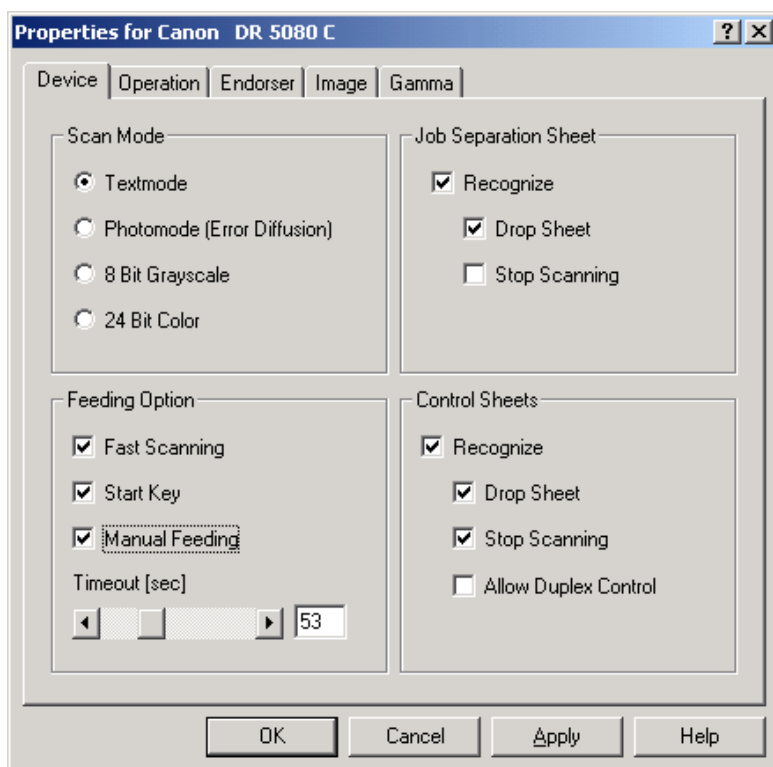 Properties for Canon DR 5080 C
Device Operation Endorser Image Gamma
Scan Mode
Textmode
Photomode (Error Diffusion)
8 Bit Grayscale
24 Bit Color
Job Separation Sheet
Recognize
Drop Sheet
Stop Scanning
Feeding Option
Fast Scanning
Start Key
Manual Feeding
Timeout [sec]
53
Control Sheets
Recognize
Drop Sheet
Stop Scanning
Allow Duplex Control
OK Cancel Apply Help